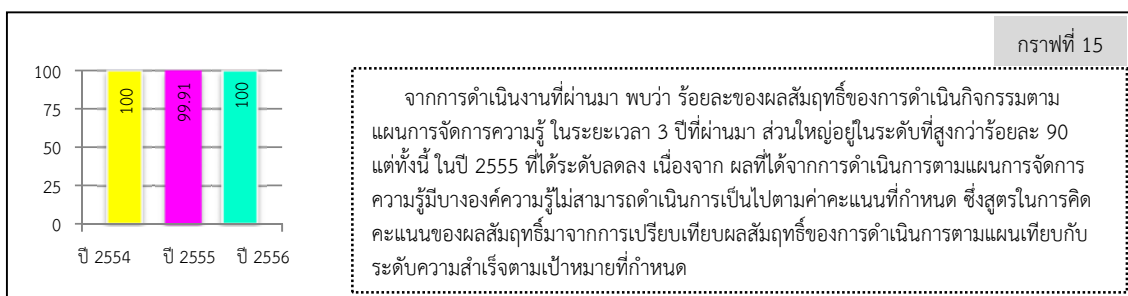 กราฟที่ 15
100
75
50
25
0
100
99.91
100
ปี 2554
ปี 2555
ปี 2556
จากการดำเนินงานที่ผ่านมา พบว่า ร้อยละของผลสัมฤทธิ์ของการดำเนินกิจกรรมตาม
แผนการจัดการความรู้ ในระยะเวลา 3 ปีที่ผ่านมา ส่วนใหญ่อยู่ในระดับที่สูงกว่าร้อยละ 90
แต่ทั้งนี้ ในปี 2555 ที่ได้ระดับลดลง เนื่องจาก ผลที่ได้จากการดำเนินการตามแผนการจัดการ
ความรู้มีบางองค์ความรู้ไม่สามารถดำเนินการเป็นไปตามค่าคะแนนที่กำหนด ซึ่งสูตรในการคิด
คะแนนของผลสัมฤทธิ์มาจากการเปรียบเทียบผลสัมฤทธิ์ของการดำเนินการตามแผนเทียบกับ
ระดับความสำเร็จตามเป้าหมายที่กำหนด